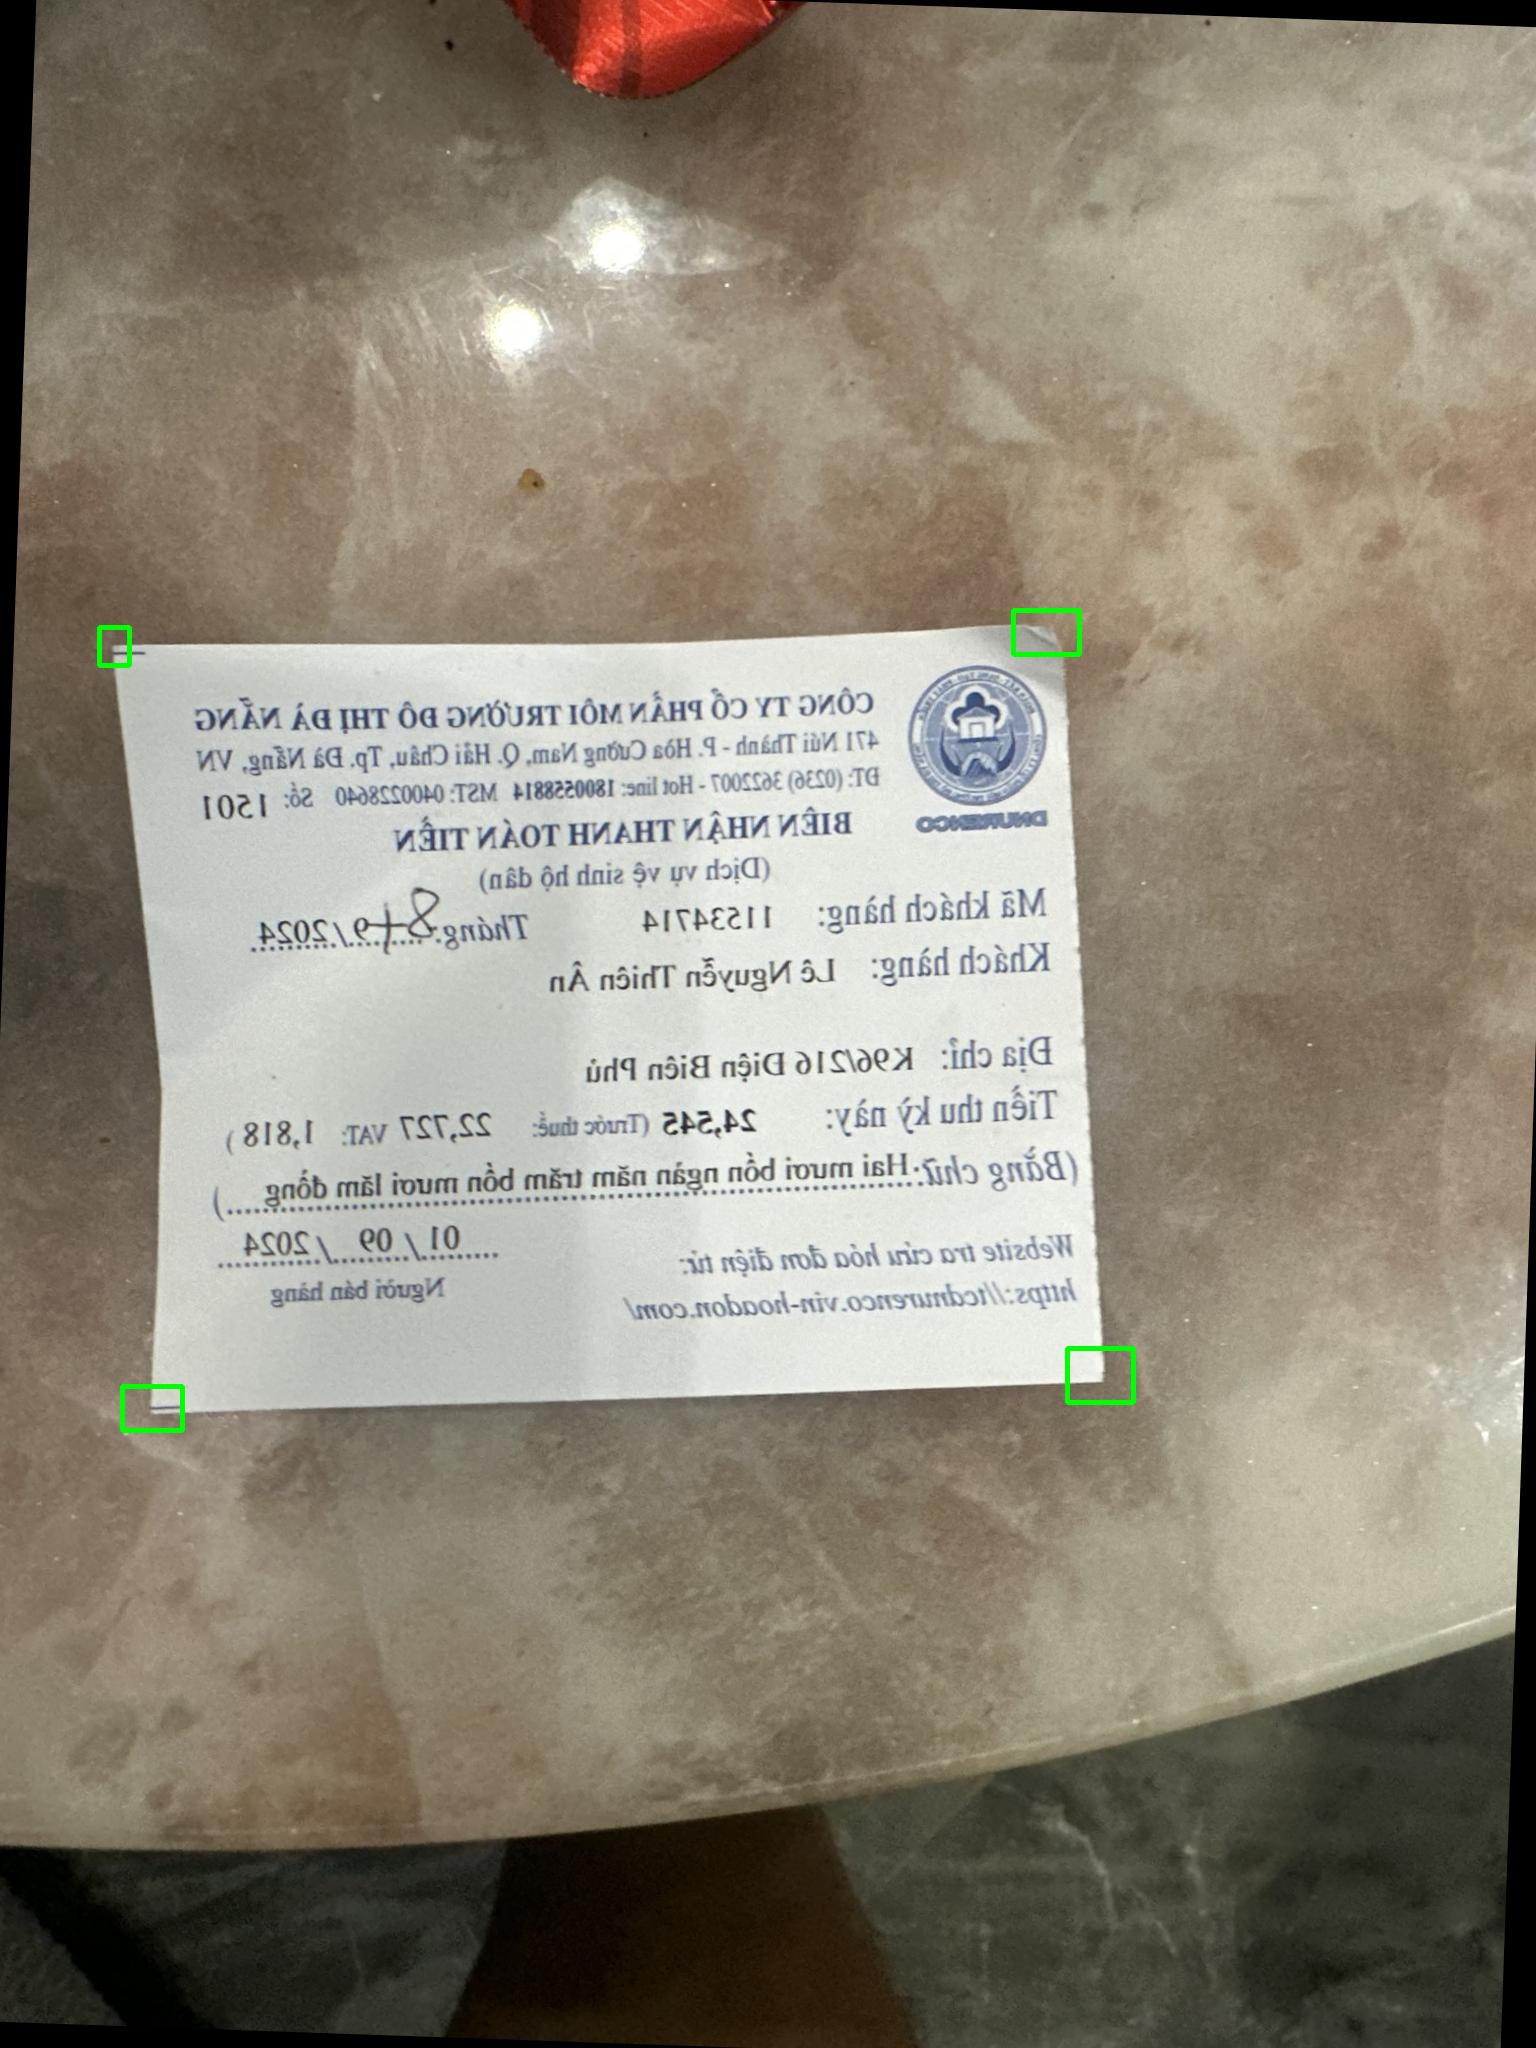 CÔNG TY CỔ PHẦN MÔI TRƯỜNG ĐÔ THỊ ĐÀ NẴNG
471 Núi Thành - P. Hòa Cường Nam, Q. Hải Châu, Tp. Đà Nẵng, VN
ĐT: (0236) 3622007 - Hot line: 1800558814 MST: 0400228640 Số: 1501
DNURENCO
BIÊN NHẬN THANH TOÁN TIỀN
(Dịch vụ vệ sinh hộ dân)
Mã khách hàng: 11534714 Tháng 8+9/2024
Khách hàng: Lê Nguyễn Thiên Ân
Địa chỉ: K96/216 Điện Biên Phủ
Tiền thu kỳ này: 24,545 (Trước thuế: 22,727 VAT: 1,818 )
(Bằng chữ: Hai mươi bốn ngàn năm trăm bốn mươi lăm đồng)
01/ 09 / 2024
Website tra cứu hóa đơn điện tử:
Người bán hàng
https://tcdnurenco.vin-hoadon.com/